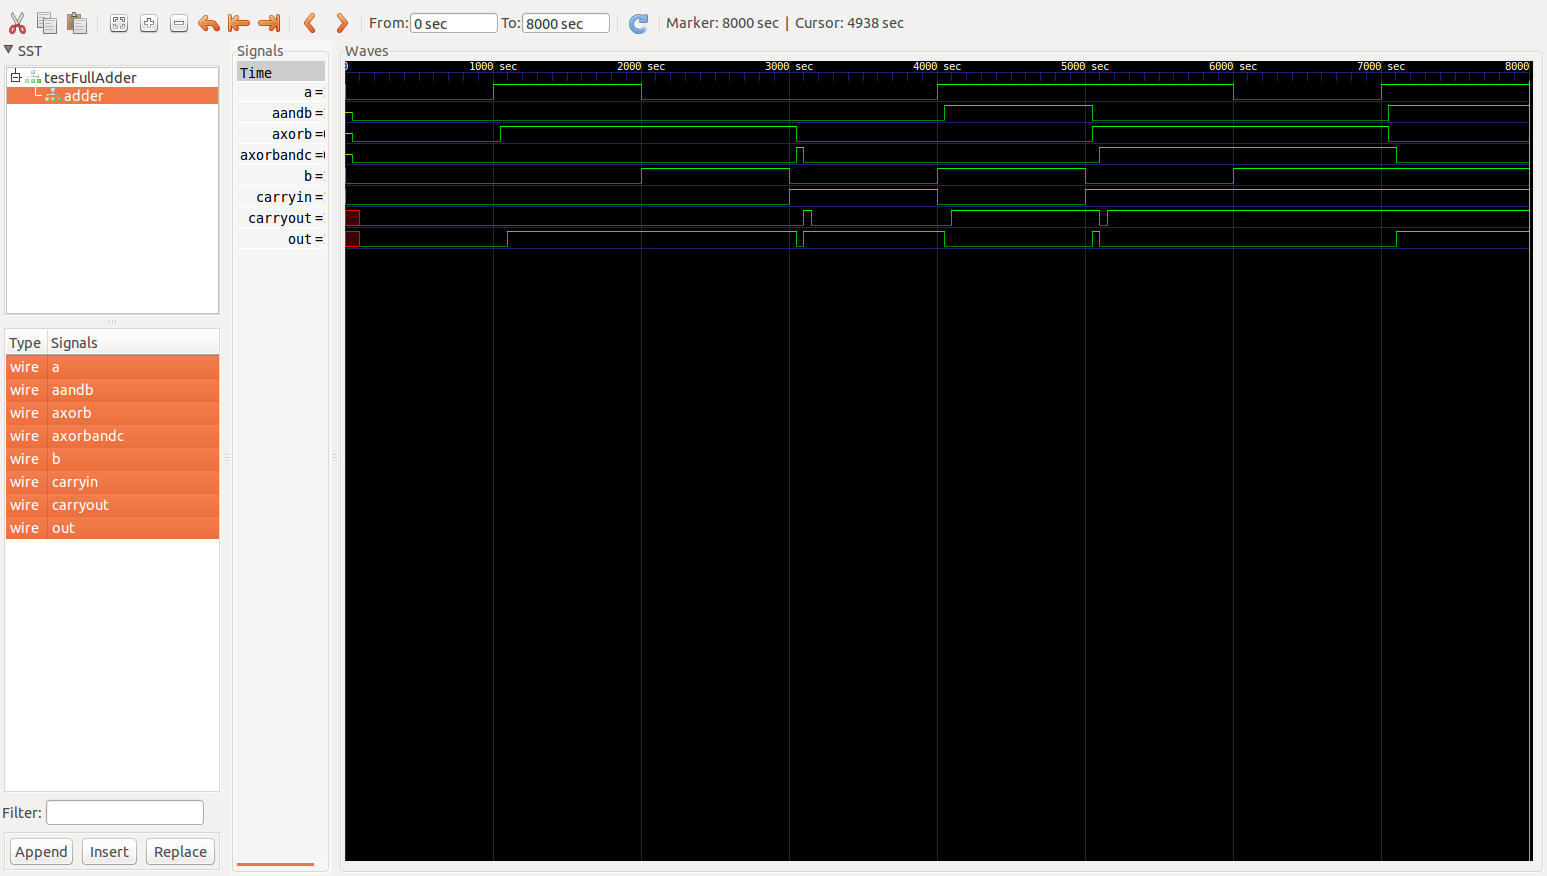 From: 0 sec To: 8000 sec Marker: 8000 sec | Cursor: 4938 sec
SST
testFullAdder
adder
Type Signals
wire a
wire aandb
wire axorb
wire axorbandc
wire b
wire carryin
wire carryout
wire out
Filter:
Append Insert Replace
Signals
Time
a =
aandb =
axorb =
axorbandc =
b =
carryin =
carryout =
out =
Waves
0 1000 sec 2000 sec 3000 sec 4000 sec 5000 sec 6000 sec 7000 sec 8000